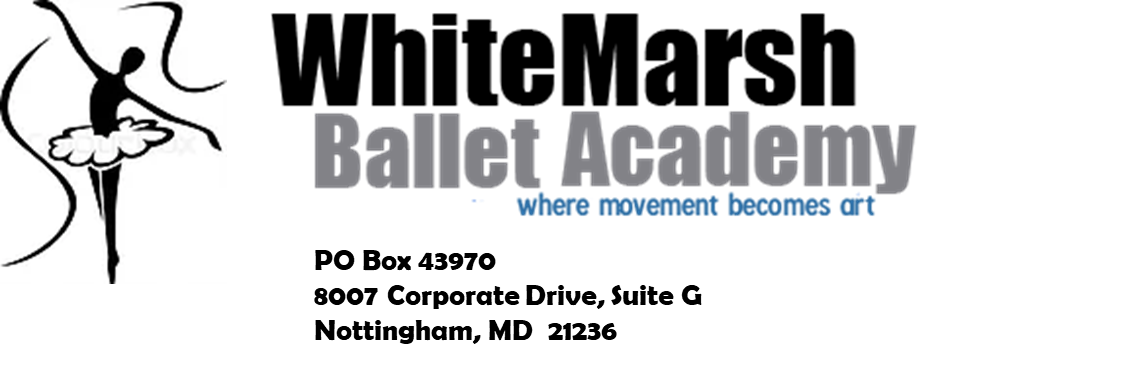 WhiteMarsh
Ballet Academy
where movement becomes art
PO Box 43970
8007 Corporate Drive, Suite G
Nottingham, MD 21236